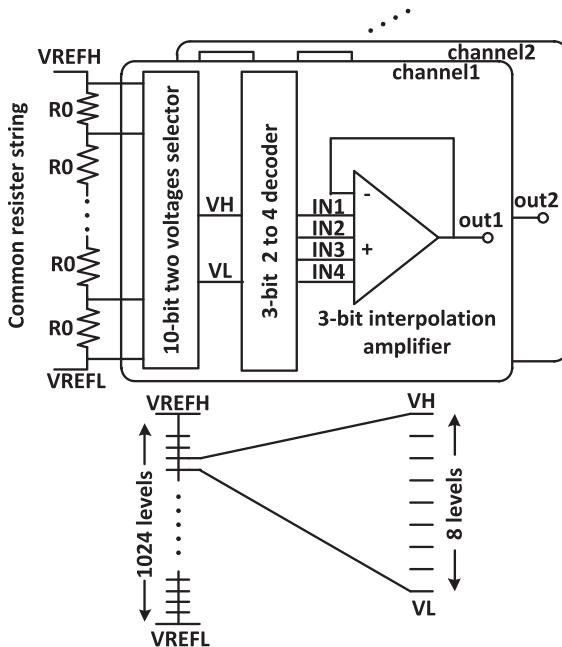 channel2
channel1
VREFH
R0
R0
R0
R0
VREFL
Common resister string
10-bit two voltages selector
VH
VL
3-bit 2 to 4 decoder
IN1
IN2
IN3
IN4
-
+
out1
out2
3-bit interpolation
amplifier
VREFH
1024 levels
VREFL
VH
8 levels
VL